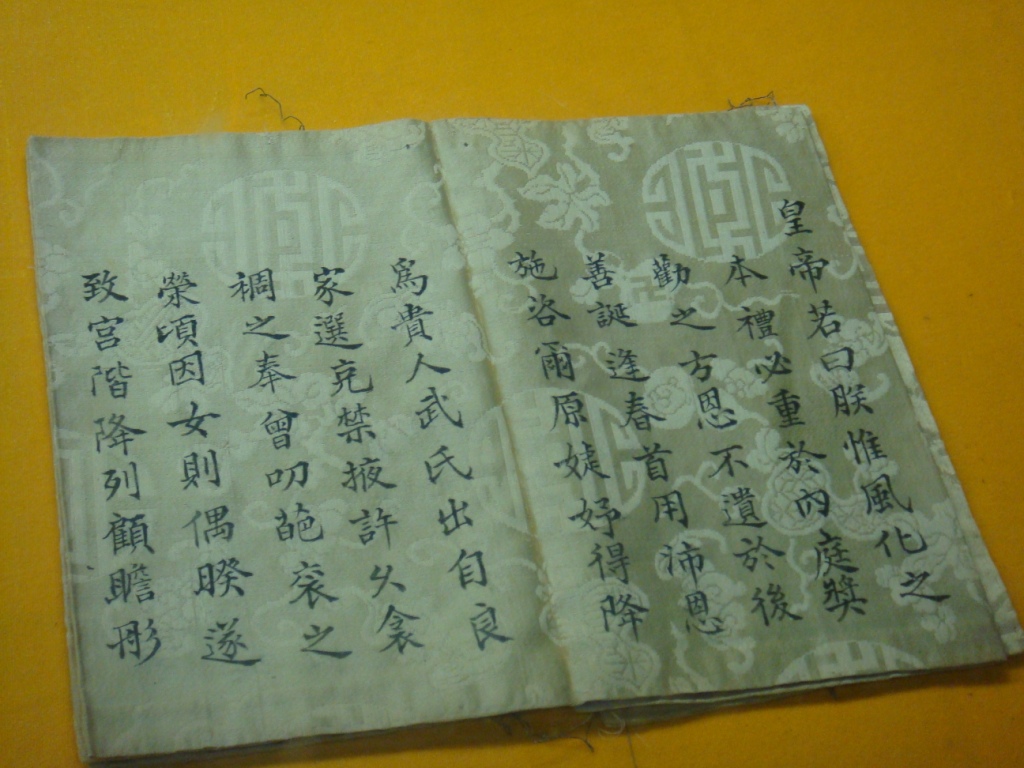 皇帝若曰朕惟風化之
本禮必重於內庭獎
勸之方恩不遺於後
善誕逢春首用沛恩
施咨爾原婕妤得降
為貴人武氏出自良
家選充禁掖許久衾
裯之奉曾叨葩袞之
榮頃因女則偶暌遂
致宮階降列顧瞻彤